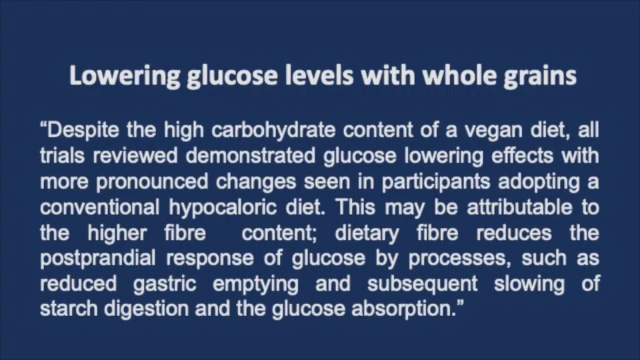 Lowering glucose levels with whole grains
“Despite the high carbohydrate content of a vegan diet, all
trials reviewed demonstrated glucose lowering effects with
more pronounced changes seen in participants adopting a
conventional hypocaloric diet. This may be attributable to
the higher fibre content; dietary fibre reduces the
postprandial response of glucose by processes, such as
reduced gastric emptying and subsequent slowing of
starch digestion and the glucose absorption.”